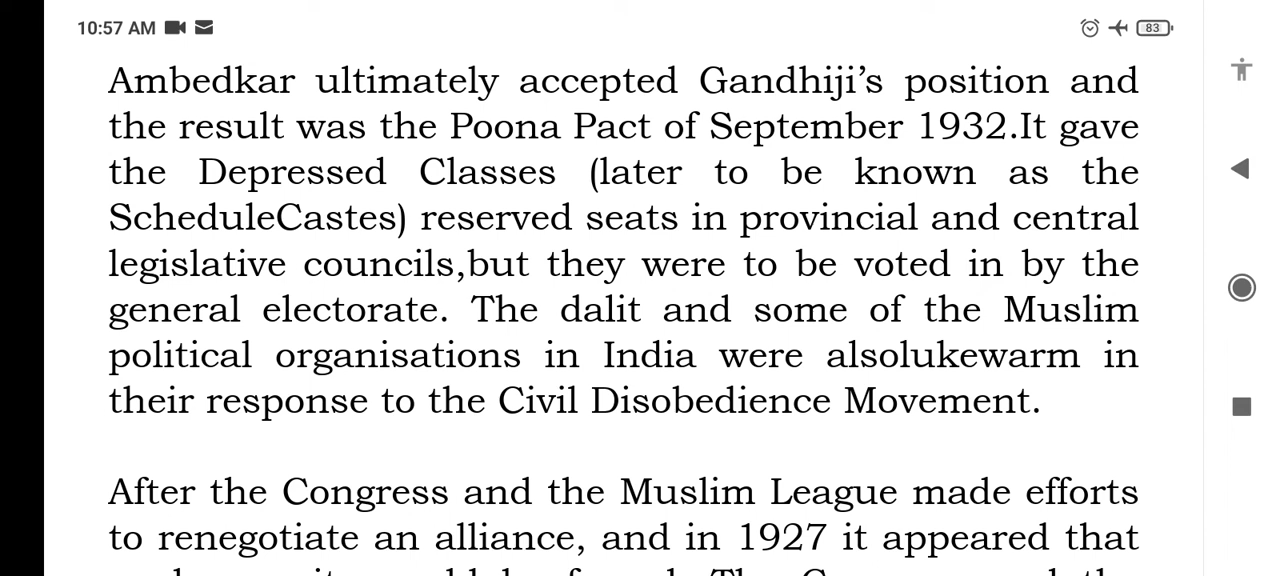 10:57 AM
83
Ambedkar ultimately accepted Gandhiji’s position and
the result was the Poona Pact of September 1932.It gave
the Depressed Classes (later to be known as the
ScheduleCastes) reserved seats in provincial and central
legislative councils,but they were to be voted in by the
general electorate. The dalit and some of the Muslim
political organisations in India were alsolukewarm in
their response to the Civil Disobedience Movement.
After the Congress and the Muslim League made efforts
to renegotiate an alliance, and in 1927 it appeared that